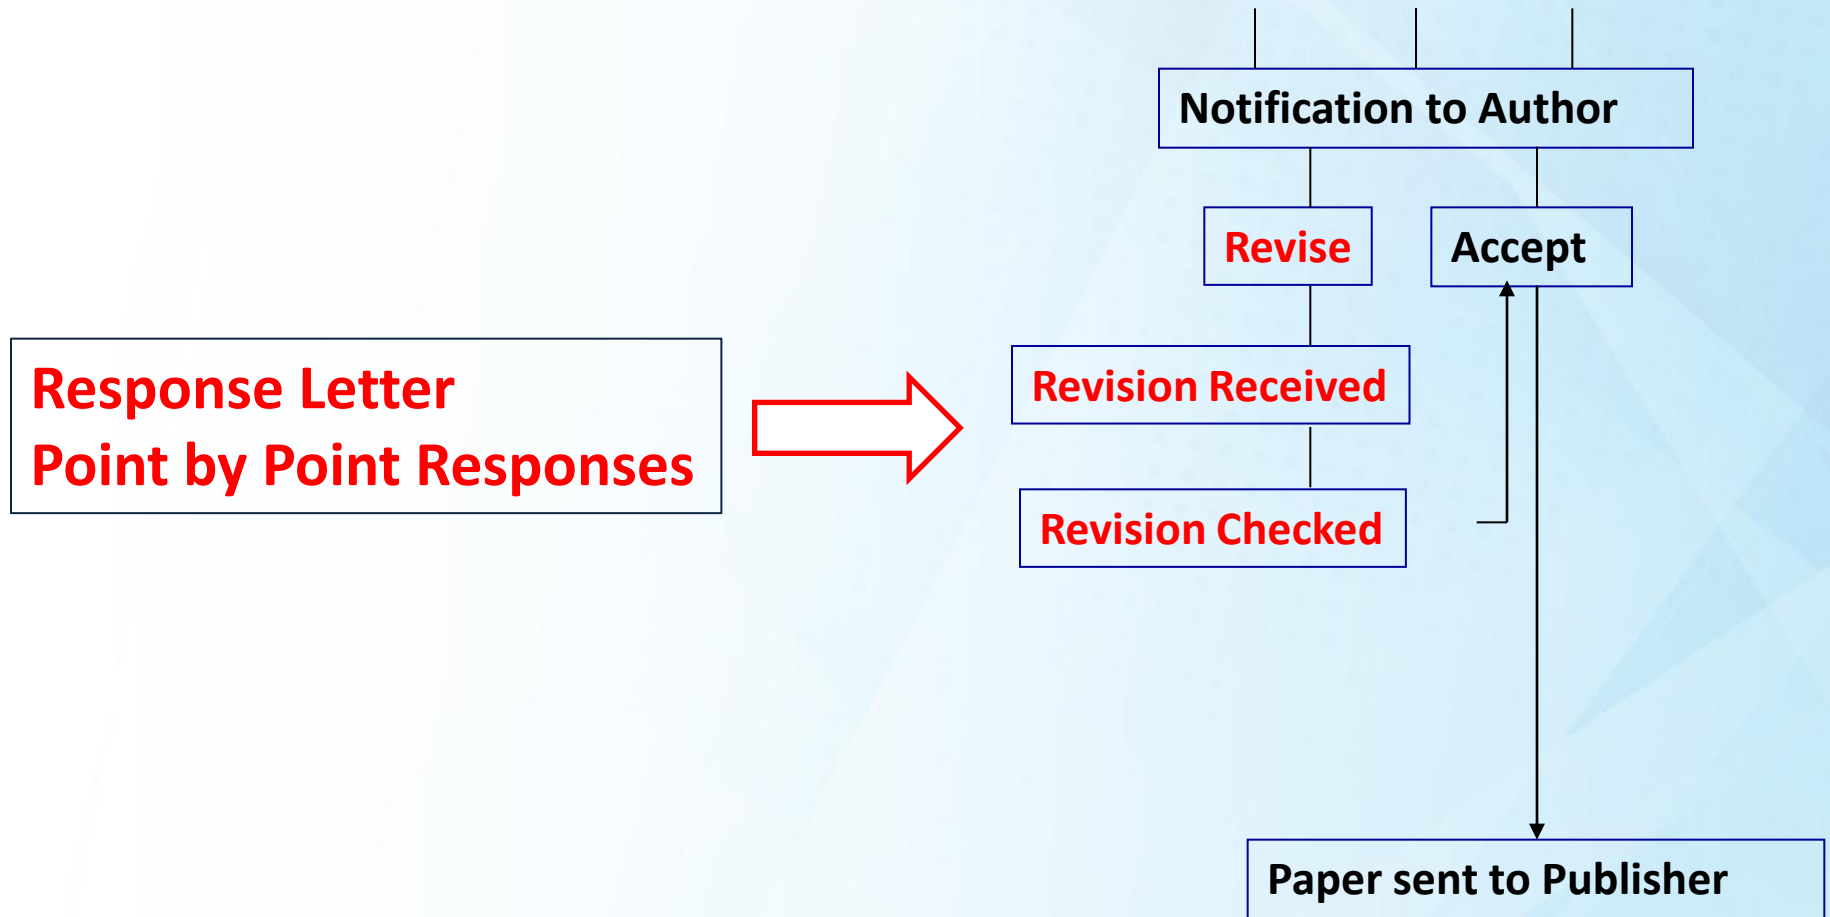 Notification to Author
Revise
Accept
Response Letter
Point by Point Responses
Revision Received
Revision Checked
Paper sent to Publisher